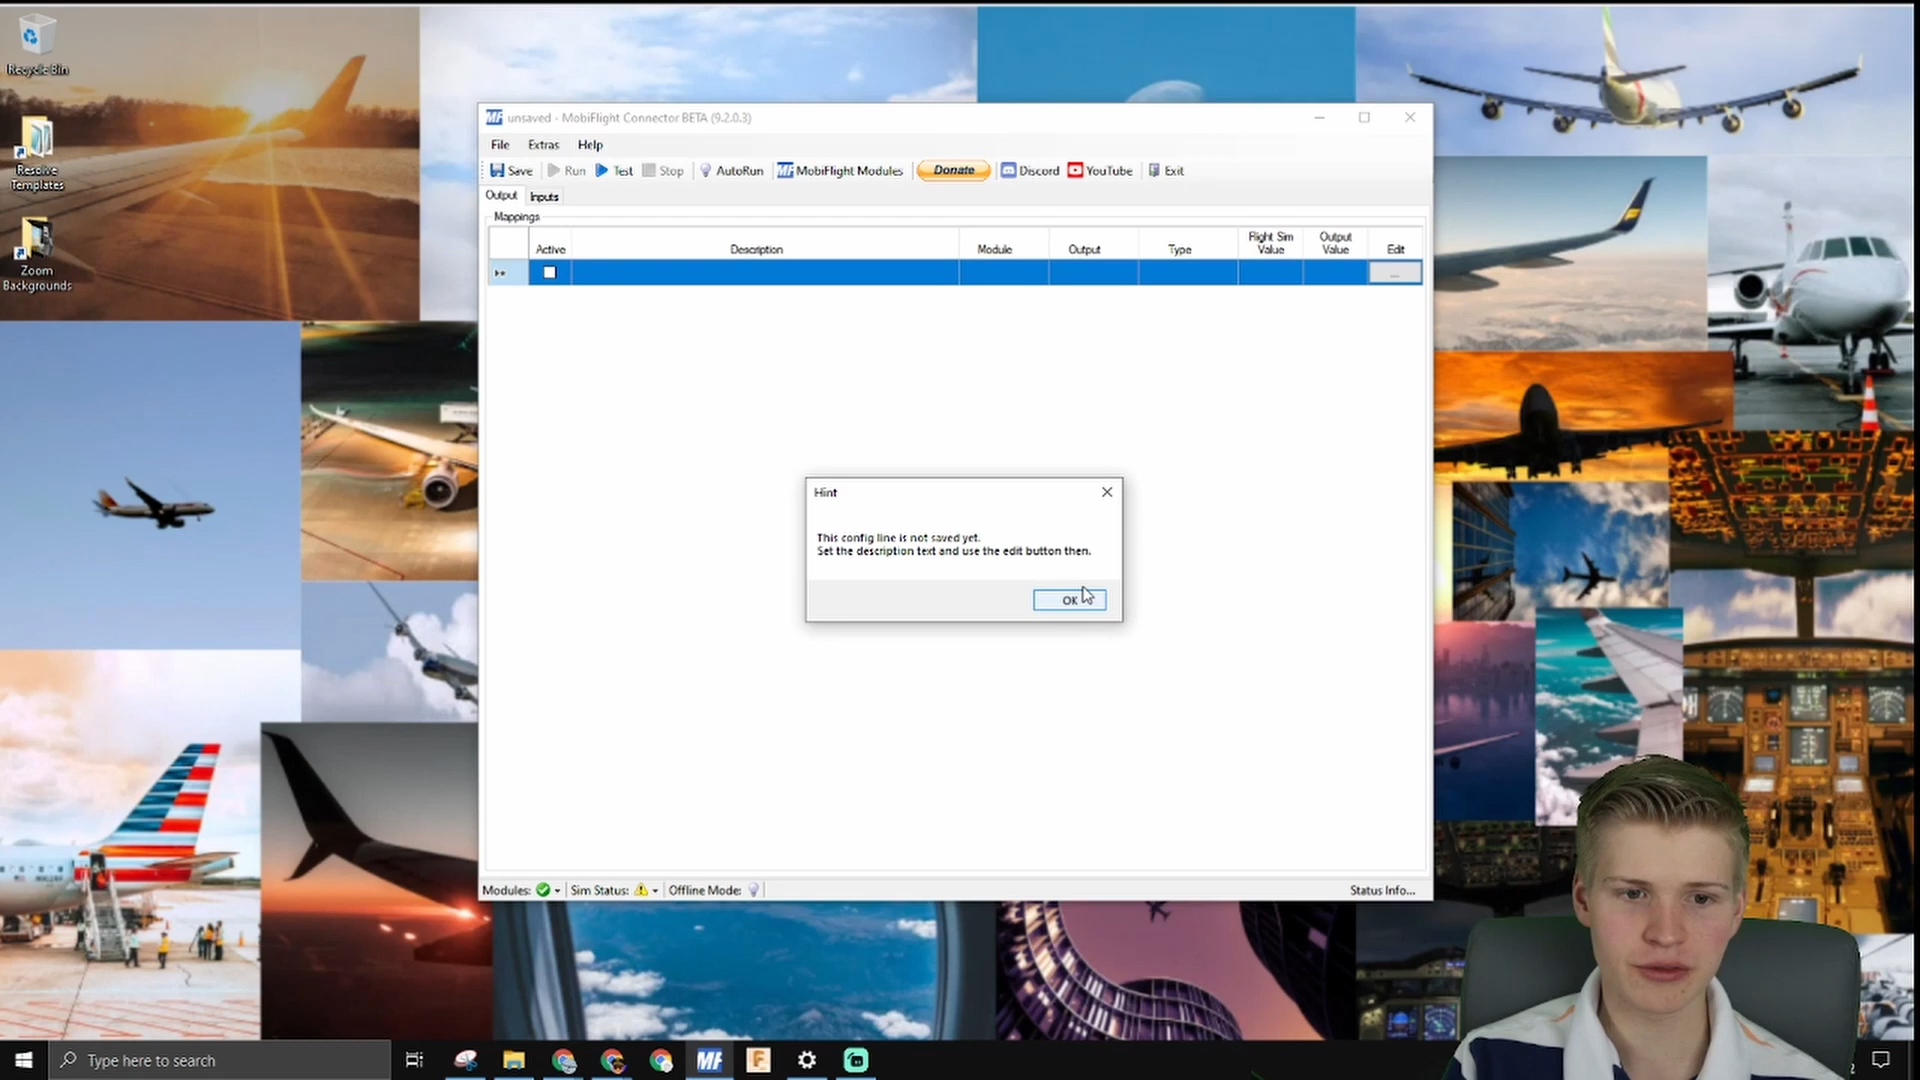 Recycle Bin
Resolve
Templates
Zoom
Backgrounds
MF unsaved - MobiFlight Connector BETA (9.2.0.3)
File Extras Help
Save Run Test Stop AutoRun MF MobiFlight Modules Donate Discord YouTube Exit
Output Inputs
Mappings
Active Description Module Output Type Flight Sim Value Output Value Edit
...
Hint
This config line is not saved yet.
Set the description text and use the edit button then.
OK
Modules: Sim Status: Offline Mode: Status Info...
Type here to search
MF
F